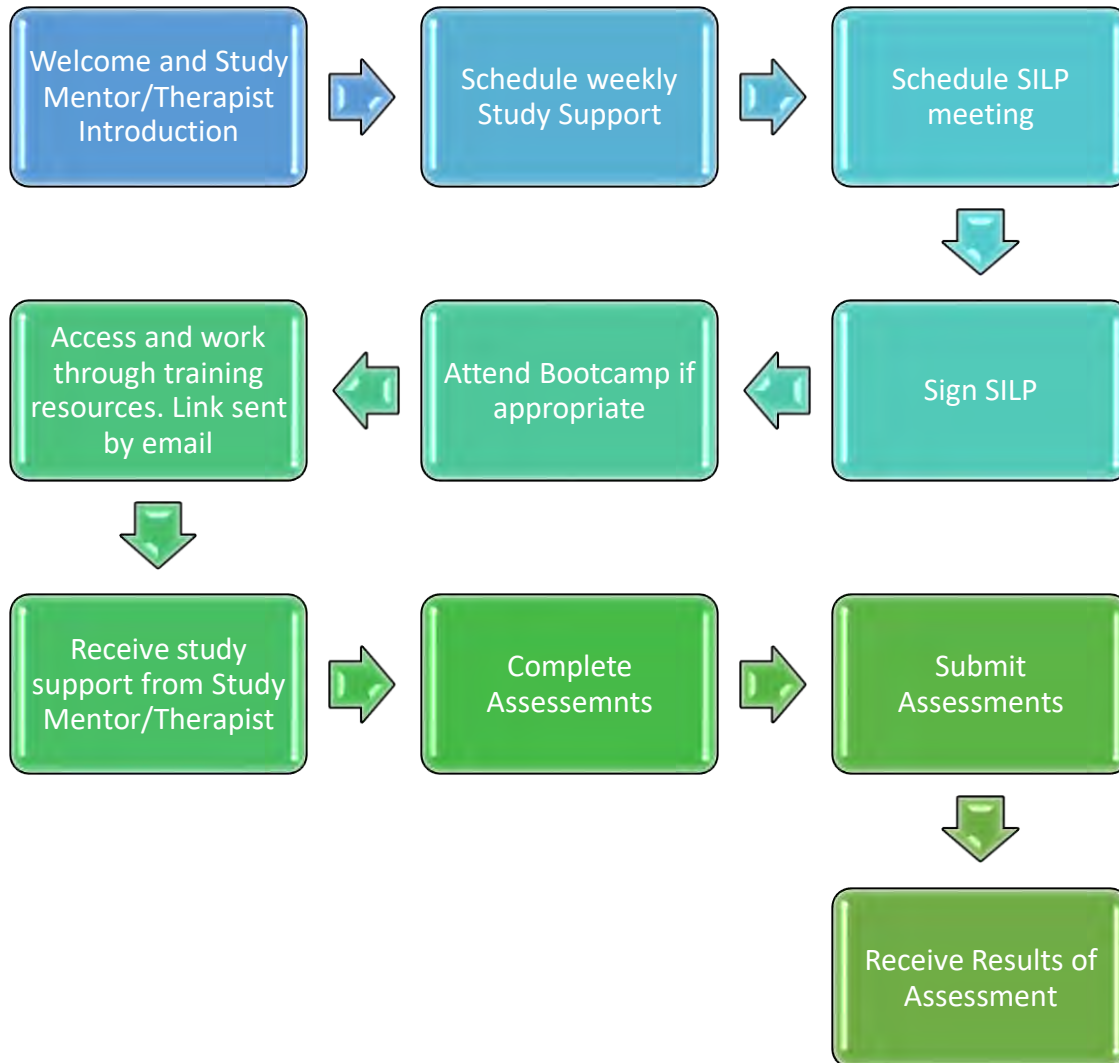 Welcome and Study
Mentor/Therapist
Introduction
Schedule weekly
Study Support
Schedule SILP
meeting
Sign SILP
Attend Bootcamp if
appropriate
Access and work
through training
resources. Link sent
by email
Receive study
support from Study
Mentor/Therapist
Complete
Assessemnts
Submit
Assessments
Receive Results of
Assessment